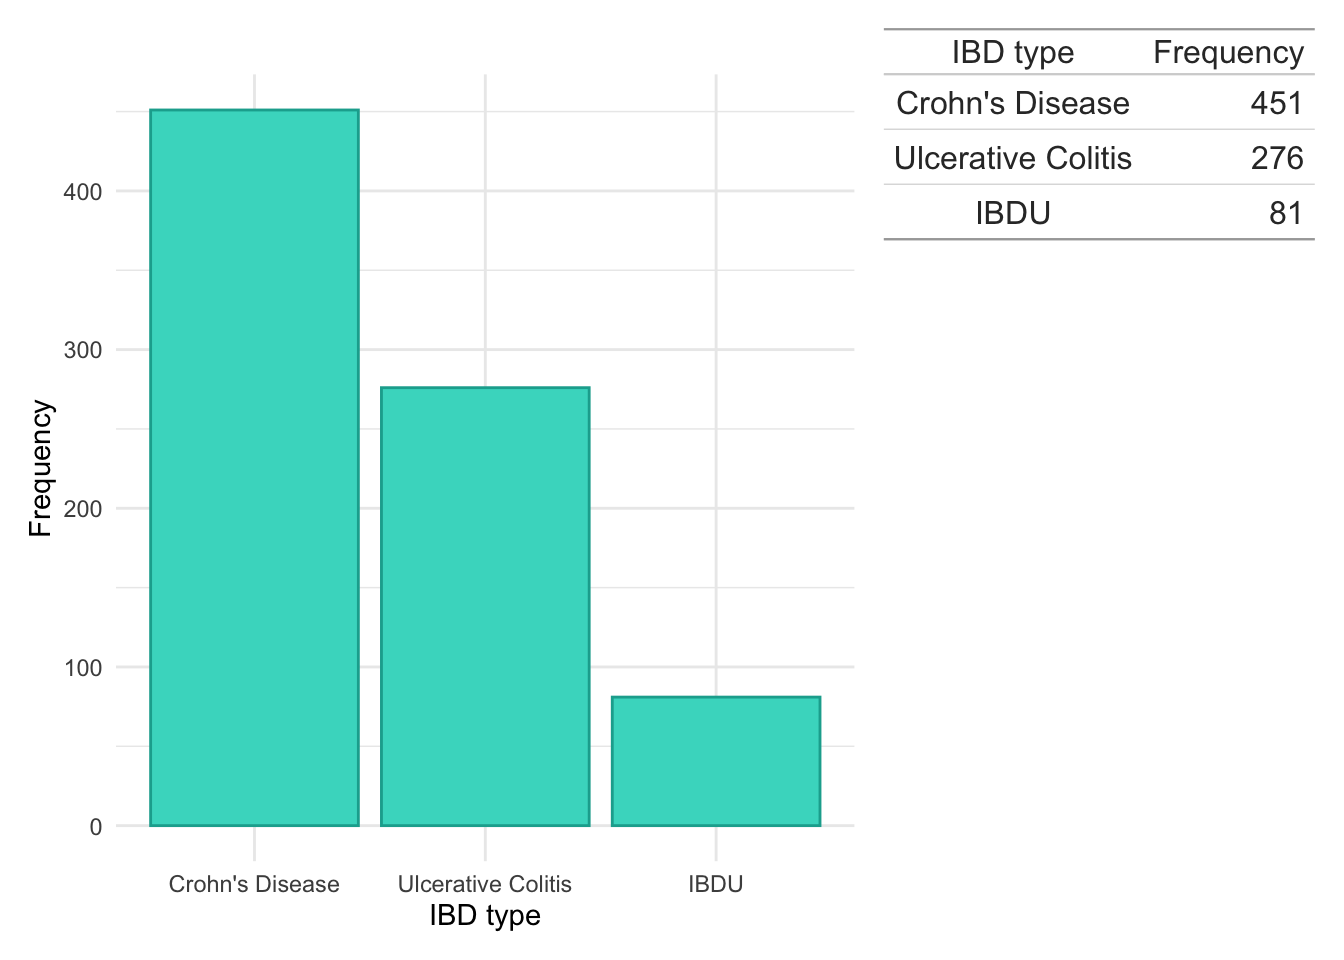 IBD type Frequency
Crohn's Disease 451
Ulcerative Colitis 276
IBDU 81
Frequency
400
300
200
100
0
Crohn's Disease Ulcerative Colitis IBDU
IBD type